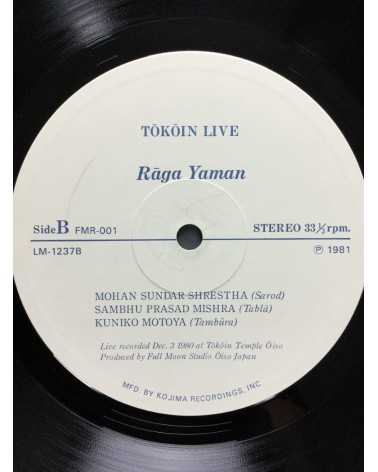 TŌKŌIN LIVE
Rāga Yaman
Side B FMR-001 STEREO 33⅓ rpm.
LM-1237B ℗ 1981
MOHAN SUNDAR SHRESTHA (Sarod)
SAMBHU PRASAD MISHRA (Tablā)
KUNIKO MOTOYA (Tambūra)
Live recorded Dec. 3 1980 at Tōkōin Temple Ōiso
Produced by Full Moon Studio Ōiso Japan
MFD. BY KOJIMA RECORDINGS, INC